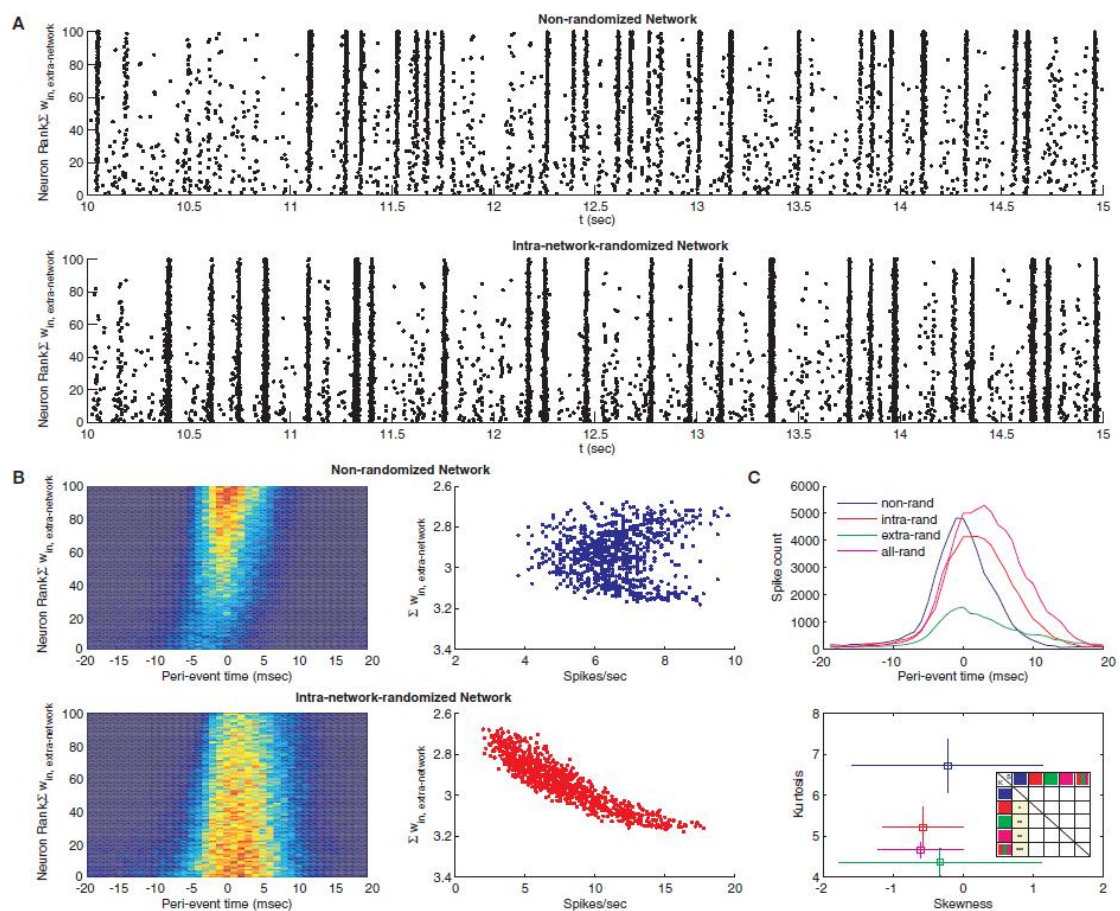 A
Non-randomized Network
Neuron Rank,Σ w in, extra-network
100
80
60
40
20
0
10 10.5 11 11.5 12 12.5 13 13.5 14 14.5 15
t (sec)
Intra-network-randomized Network
Neuron Rank,Σ w in, extra-network
100
80
60
40
20
0
10 10.5 11 11.5 12 12.5 13 13.5 14 14.5 15
t (sec)
B
Non-randomized Network
Neuron Rank,Σ w in, extra-network
100
80
60
40
20
0
-20 -15 -10 -5 0 5 10 15 20
Peri-event time (msec)
Σ w in, extra-network
2.6
2.8
3
3.2
3.4
2 4 6 8 10
Spikes/sec
Intra-network-randomized Network
Neuron Rank,Σ w in, extra-network
100
80
60
40
20
0
-20 -15 -10 -5 0 5 10 15 20
Peri-event time (msec)
Σ w in, extra-network
2.6
2.8
3
3.2
3.4
0 5 10 15 20
Spikes/sec
C
Spike count
6000
5000
4000
3000
2000
1000
0
non-rand
intra-rand
extra-rand
all-rand
-20 -10 0 10 20
Peri-event time (msec)
Kurtosis
8
7
6
5
4
-2 -1 0 1 2
Skewness